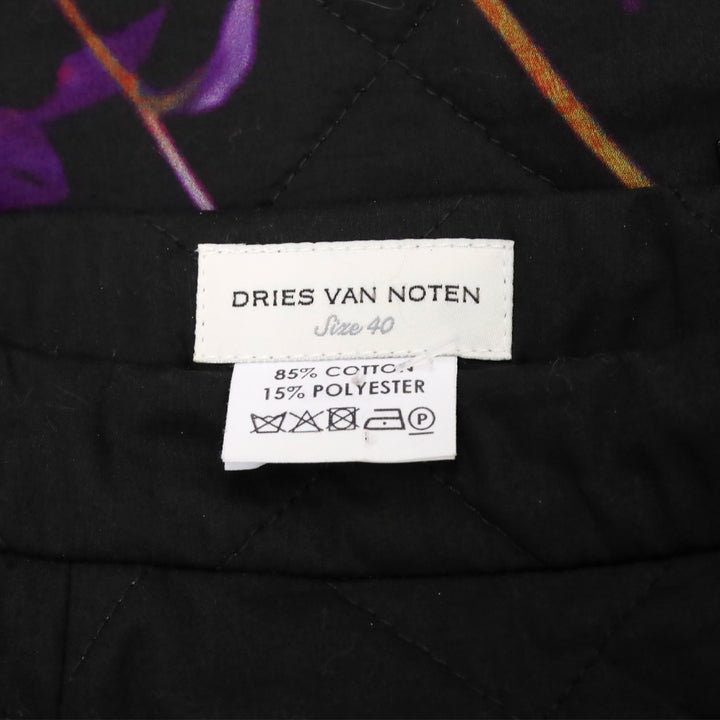 DRIES VAN NOTEN
Size 40
85% COTTON
15% POLYESTER
P